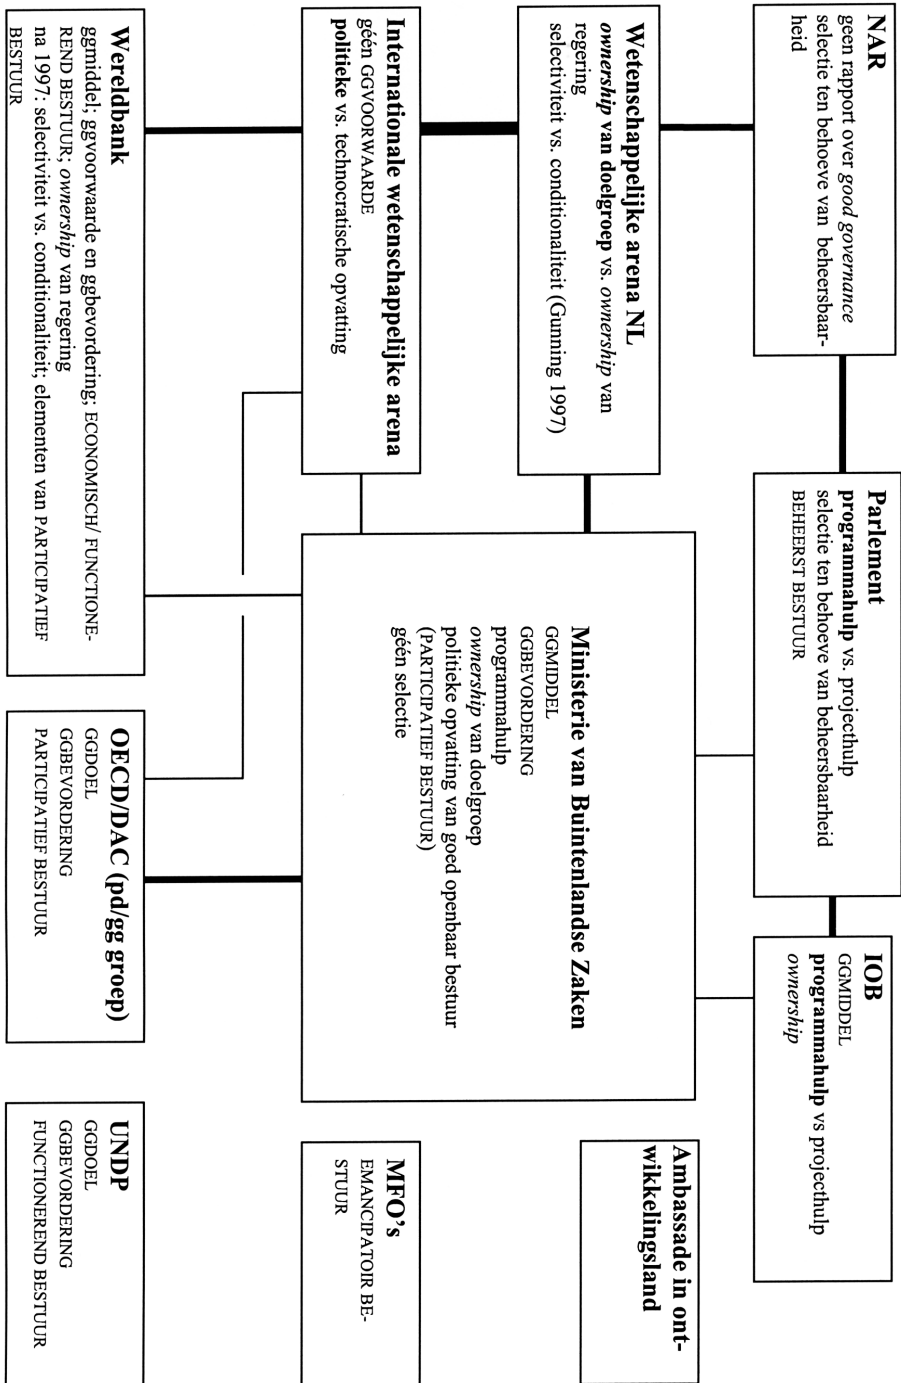 NAR
geen rapport over good governance
selectie ten behoeve van beheersbaar-
heid
Parlement
programmahulp vs. projecthulp
selectie ten behoeve van beheersbaarheid
BEHEERST BESTUUR
IOB
GGMIDDEL
programmahulp vs projecthulp
ownership
Wetenschappelijke arena NL
ownership van doelgroep vs. ownership van
regering
selectiviteit vs. conditionaliteit (Gunning 1997)
Ambassade in ont-
wikkelingsland
Internationale wetenschappelijke arena
géén GGVOORWAARDE
politieke vs. technocratische opvatting
Ministerie van Buintenlandse Zaken
GGMIDDEL
GGBEVORDERING
programmahulp
ownership van doelgroep
politieke opvatting van goed openbaar bestuur
(PARTICIPATIEF BESTUUR)
géén selectie
MFO's
EMANCIPATOIR BE-
STUUR
Wereldbank
ggmiddel; ggvoorwaarde en ggbevordering; ECONOMISCH/ FUNCTIONE-
REND BESTUUR; ownership van regering
na 1997: selectiviteit vs. conditionaliteit; elementen van PARTICIPATIEF
BESTUUR
OECD/DAC (pd/gg groep)
GGDOEL
GGBEVORDERING
PARTICIPATIEF BESTUUR
UNDP
GGDOEL
GGBEVORDERING
FUNCTIONEREND BESTUUR